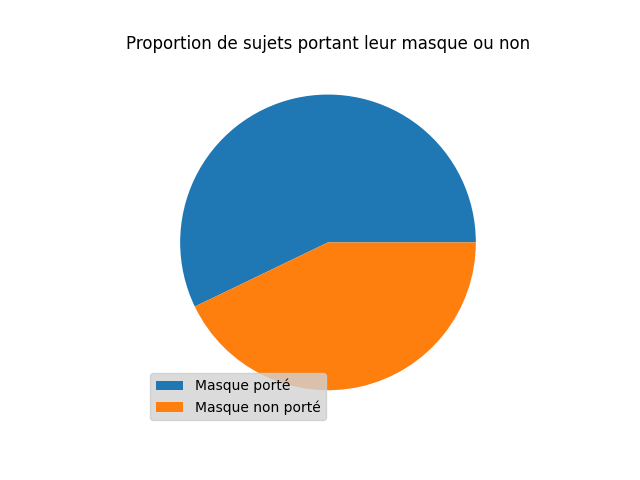 Proportion de sujets portant leur masque ou non
Masque porté
Masque non porté